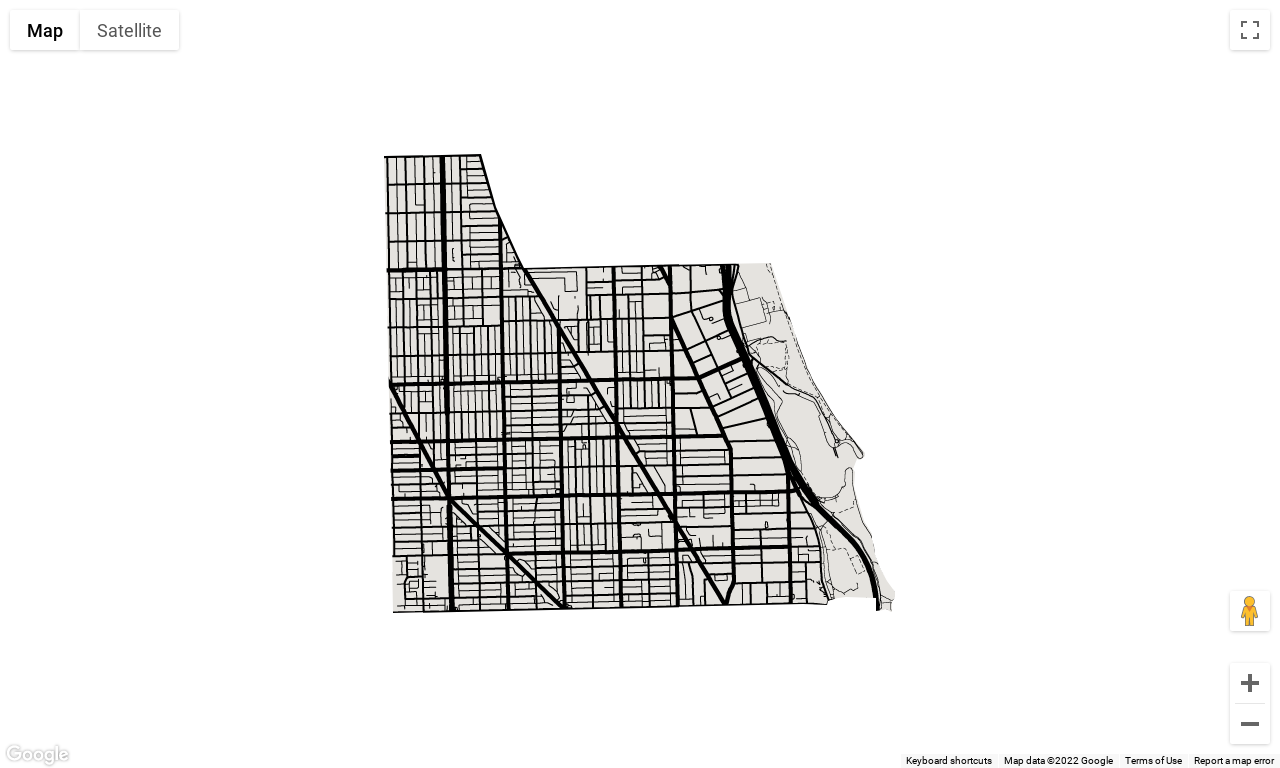 Map
Satellite
Google
Keyboard shortcuts
Map data ©2022 Google
Terms of Use
Report a map error